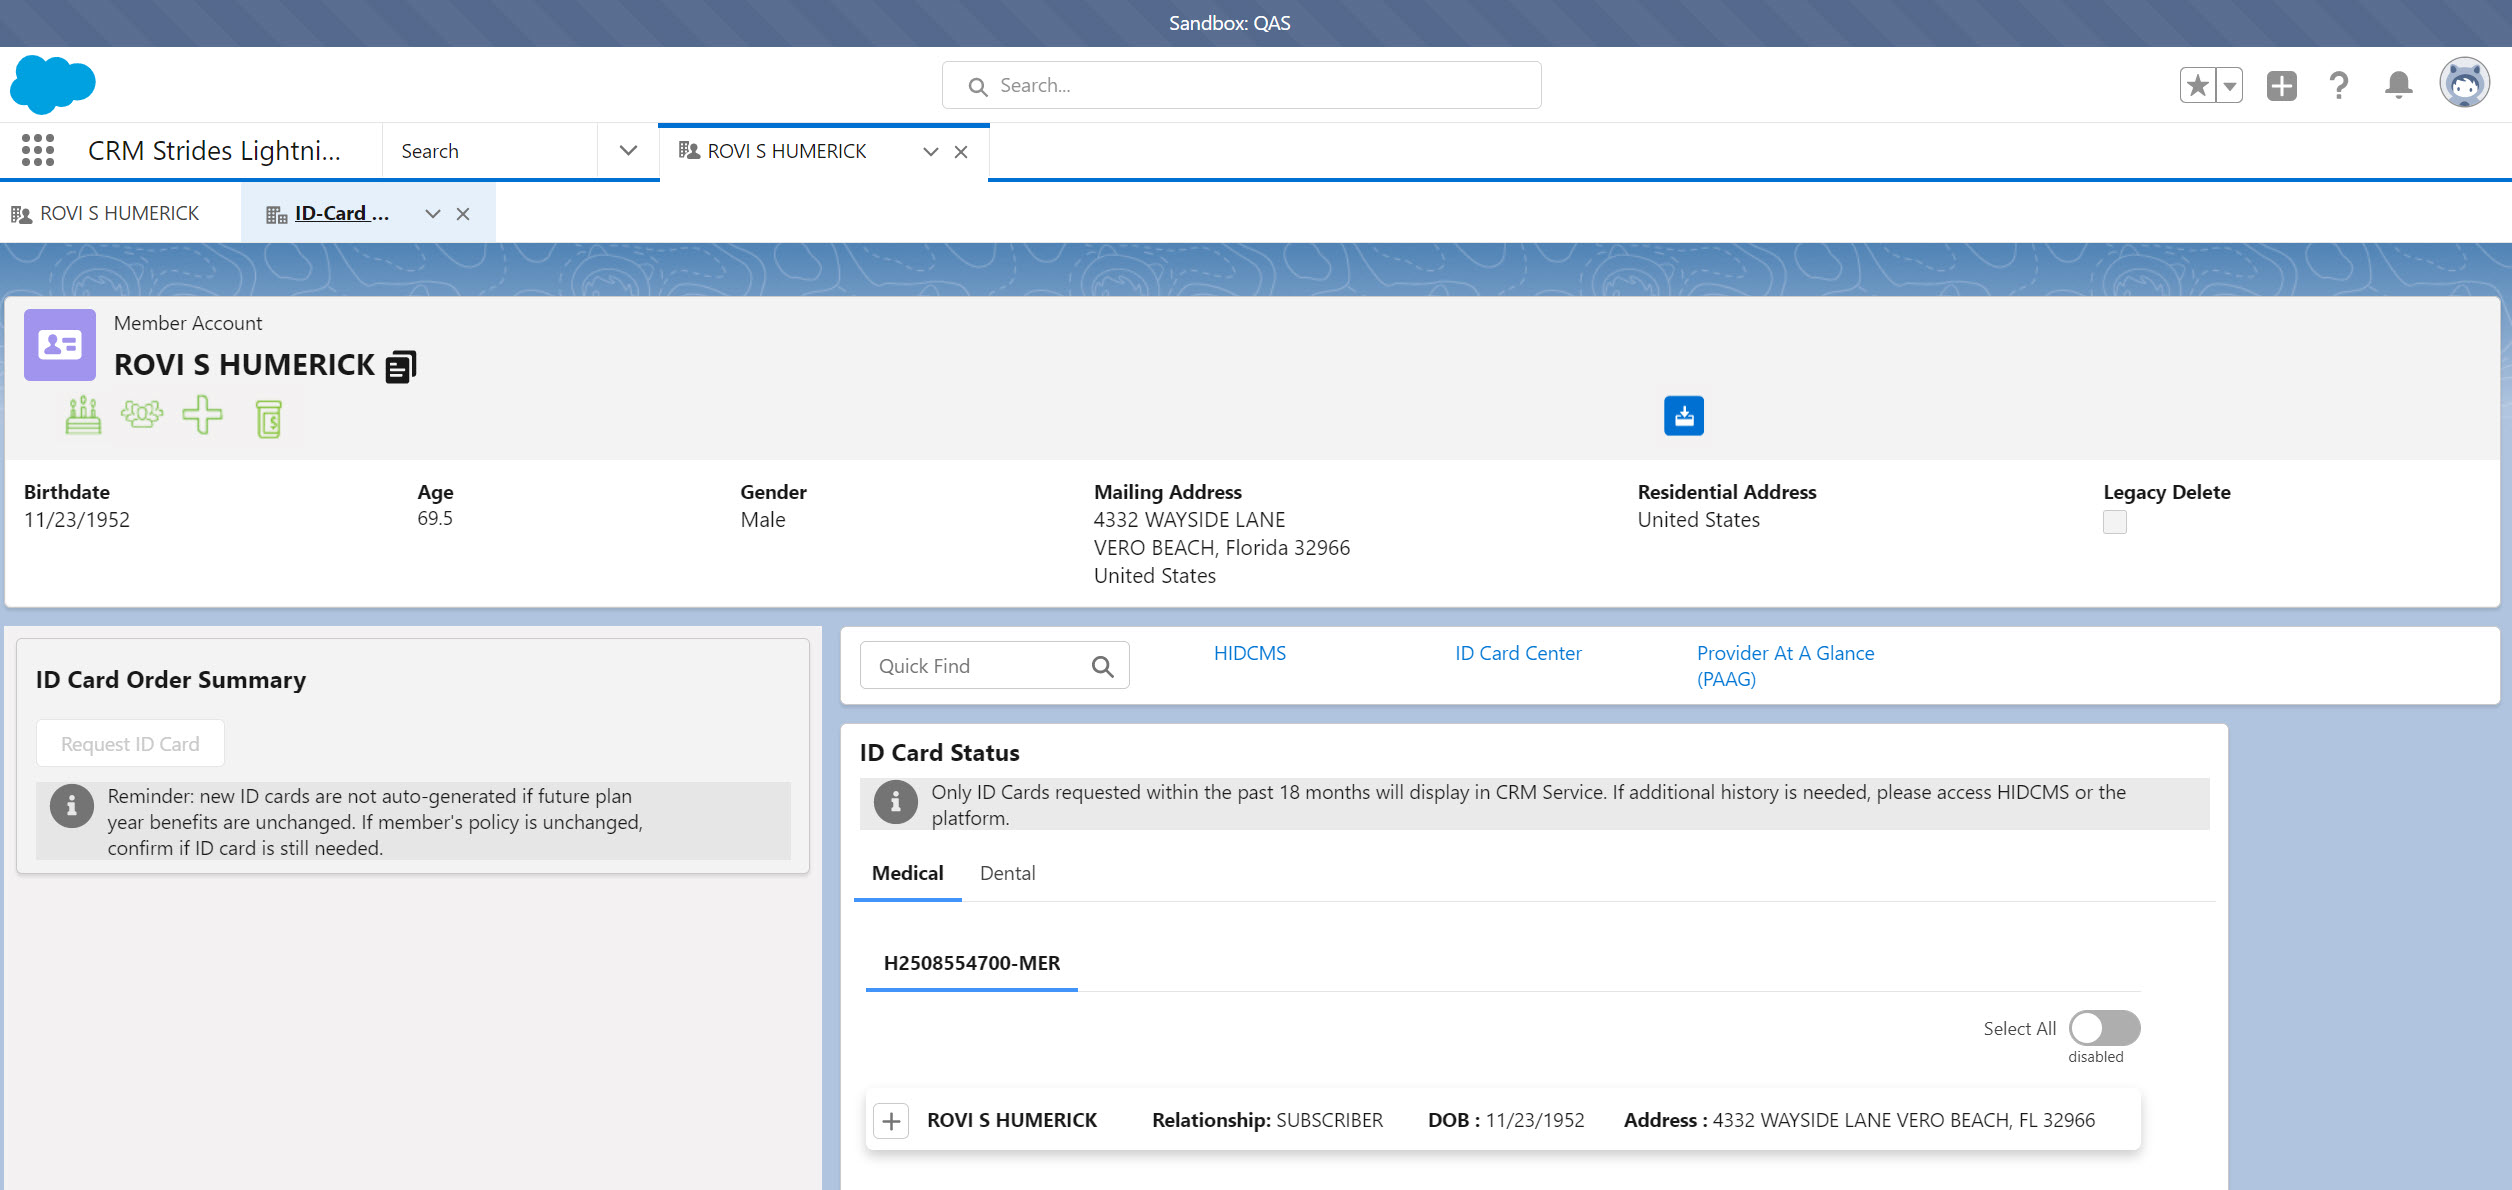 Sandbox: QAS
Search...
CRM Strides Lightni...
Search
ROVI S HUMERICK
ROVI S HUMERICK
ID-Card ...
Member Account
ROVI S HUMERICK
Birthdate
11/23/1952
Age
69.5
Gender
Male
Mailing Address
4332 WAYSIDE LANE
VERO BEACH, Florida 32966
United States
Residential Address
United States
Legacy Delete
ID Card Order Summary
Request ID Card
Reminder: new ID cards are not auto-generated if future plan
year benefits are unchanged. If member's policy is unchanged,
confirm if ID card is still needed.
Quick Find
HIDCMS
ID Card Center
Provider At A Glance
(PAAG)
ID Card Status
Only ID Cards requested within the past 18 months will display in CRM Service. If additional history is needed, please access HIDCMS or the
platform.
Medical
Dental
H2508554700-MER
Select All
disabled
ROVI S HUMERICK Relationship: SUBSCRIBER DOB : 11/23/1952 Address : 4332 WAYSIDE LANE VERO BEACH, FL 32966